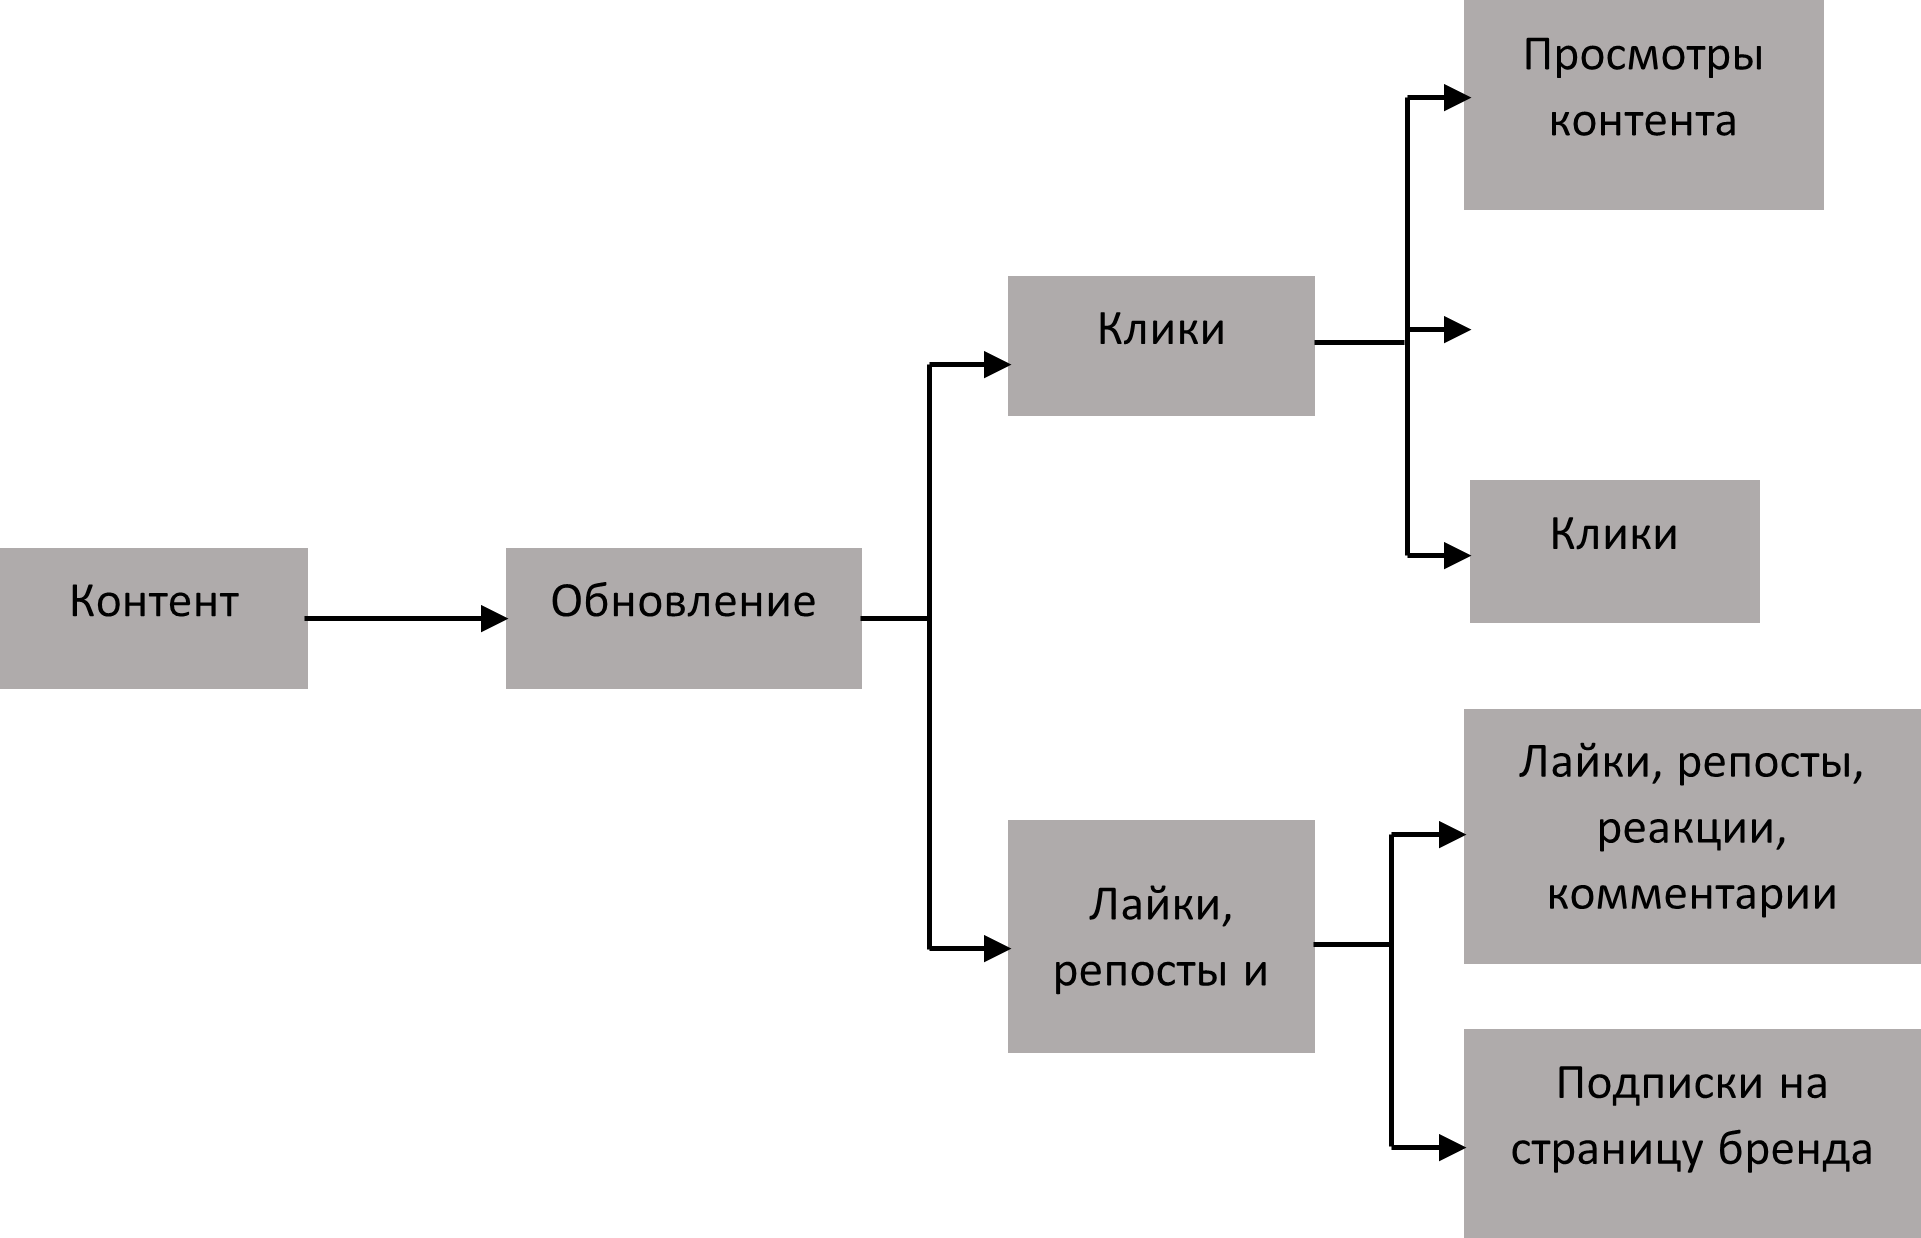 Просмотры
контента
Клики
Клики
Контент
Обновление
Лайки, репосты,
реакции,
комментарии
Лайки,
репосты и
Подписки на
страницу бренда